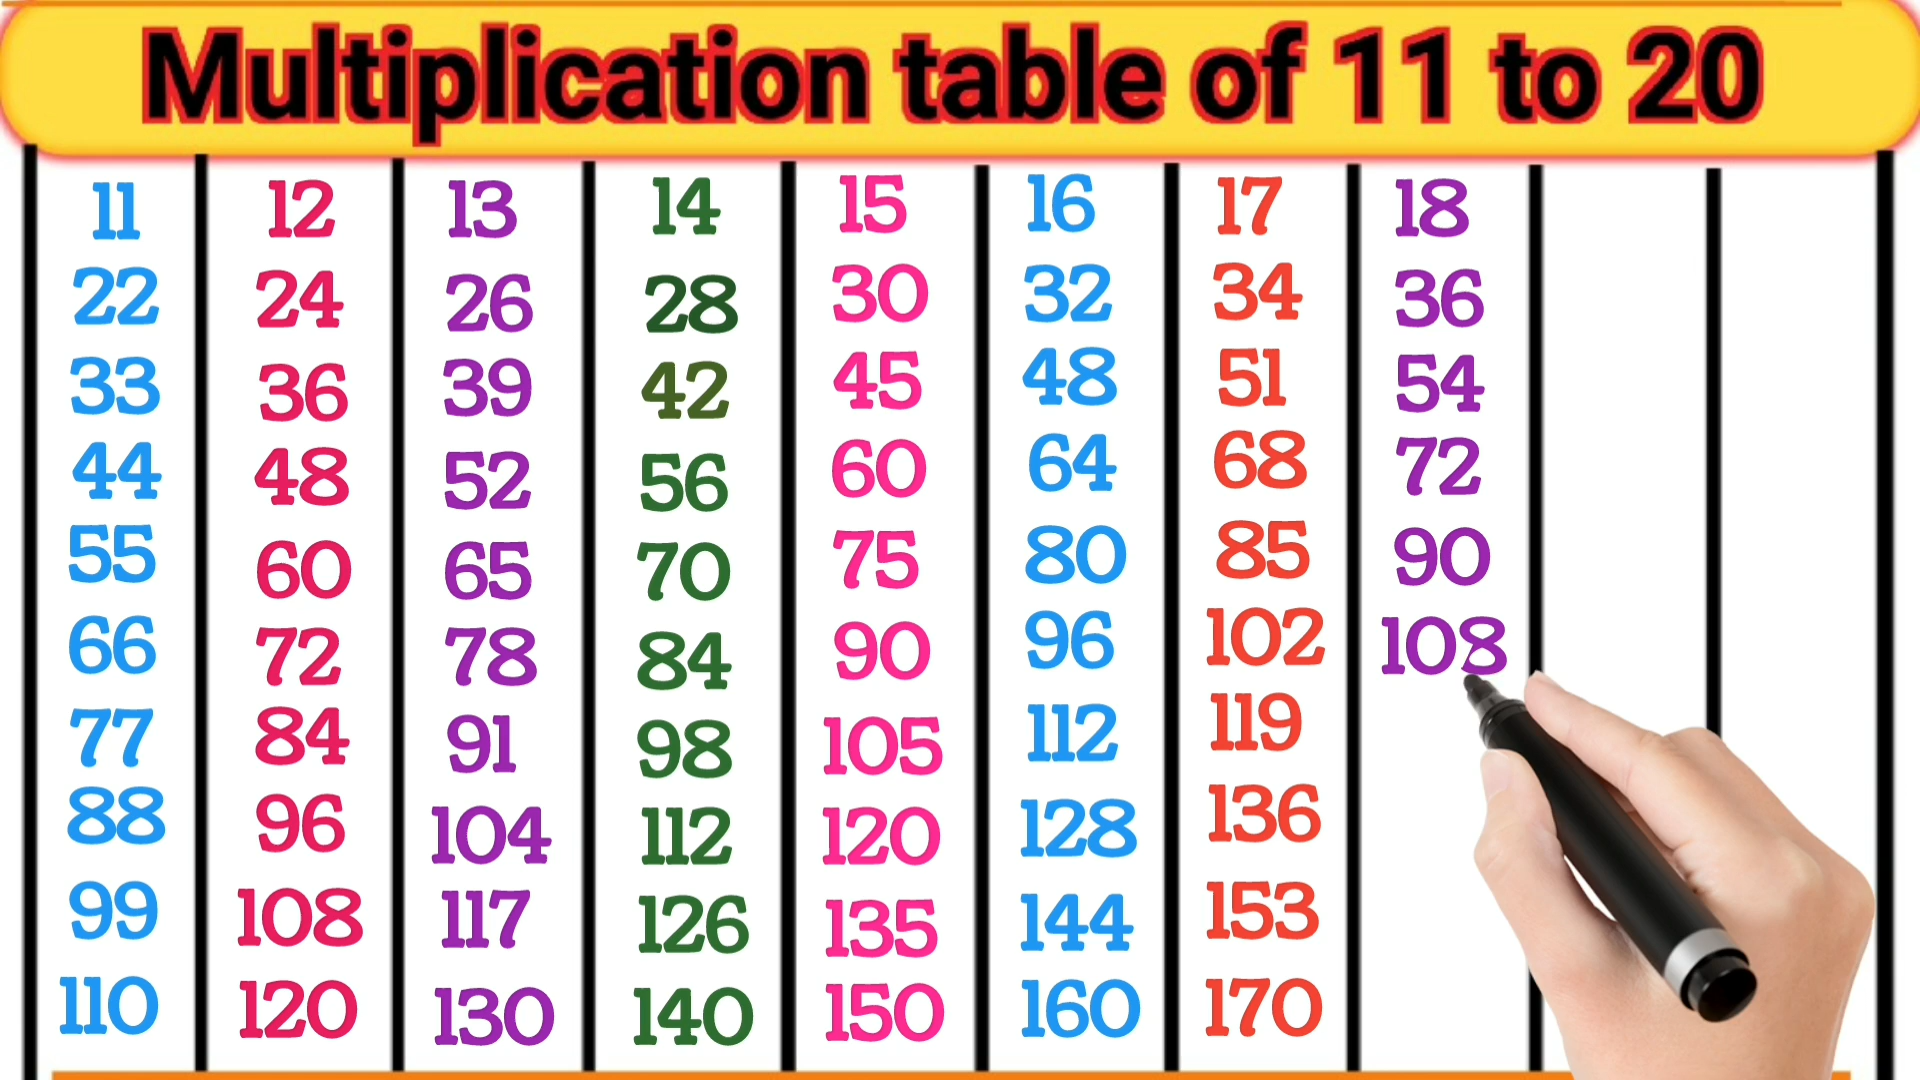 Multiplication table of 11 to 20
11 12 13 14 15 16 17 18
22 24 26 28 30 32 34 36
33 36 39 42 45 48 51 54
44 48 52 56 60 64 68 72
55 60 65 70 75 80 85 90
66 72 78 84 90 96 102 108
77 84 91 98 105 112 119
88 96 104 112 120 128 136
99 108 117 126 135 144 153
110 120 130 140 150 160 170